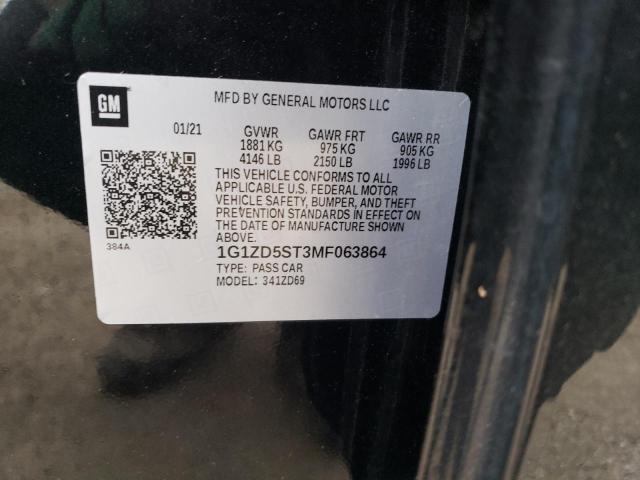 GM
MFD BY GENERAL MOTORS LLC
01/21 GVWR GAWR FRT GAWR RR
1881 KG 975 KG 905 KG
4146 LB 2150 LB 1996 LB
THIS VEHICLE CONFORMS TO ALL
APPLICABLE U.S. FEDERAL MOTOR
VEHICLE SAFETY, BUMPER, AND THEFT
PREVENTION STANDARDS IN EFFECT ON
THE DATE OF MANUFACTURE SHOWN
ABOVE.
384A
1G1ZD5ST3MF063864
TYPE: PASS CAR
MODEL: 341ZD69